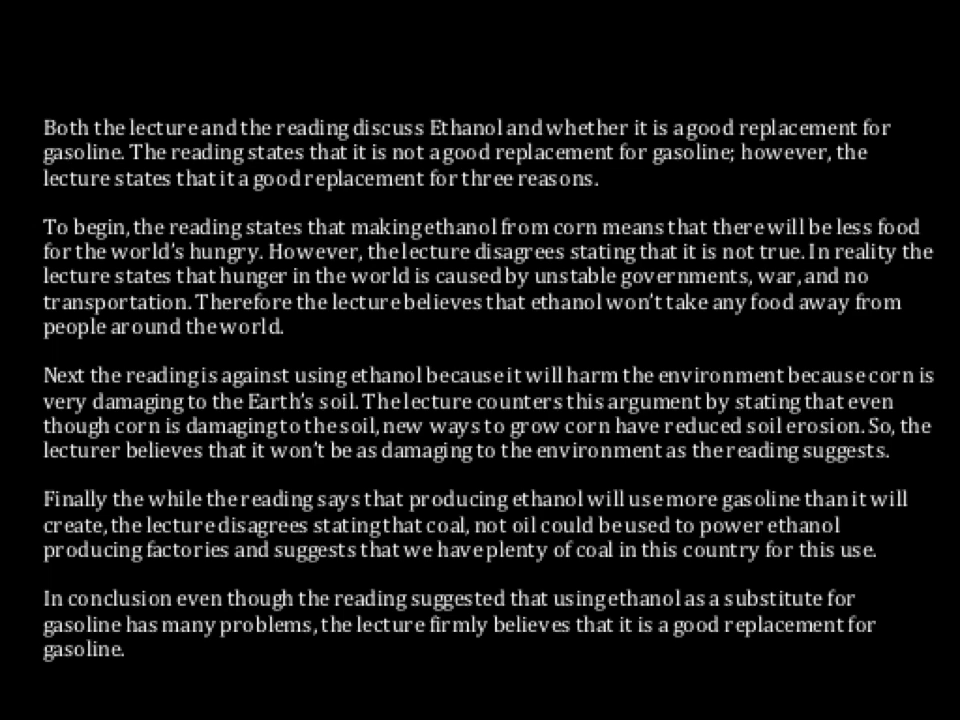 Both the lecture and the reading discuss Ethanol and whether it is a good replacement for
gasoline. The reading states that it is not a good replacement for gasoline; however, the
lecture states that it a good replacement for three reasons.
To begin, the reading states that making ethanol from corn means that there will be less food
for the world's hungry. However, the lecture disagrees stating that it is not true. In reality the
lecture states that hunger in the world is caused by unstable governments, war, and no
transportation. Therefore the lecture believes that ethanol won't take any food away from
people around the world.
Next the reading is against using ethanol because it will harm the environment because corn is
very damaging to the Earth's soil. The lecture counters this argument by stating that even
though corn is damaging to the soil, new ways to grow corn have reduced soil erosion. So, the
lecturer believes that it won't be as damaging to the environment as the reading suggests.
Finally the while the reading says that producing ethanol will use more gasoline than it will
create, the lecture disagrees stating that coal, not oil could be used to power ethanol
producing factories and suggests that we have plenty of coal in this country for this use.
In conclusion even though the reading suggested that using ethanol as a substitute for
gasoline has many problems, the lecture firmly believes that it is a good replacement for
gasoline.